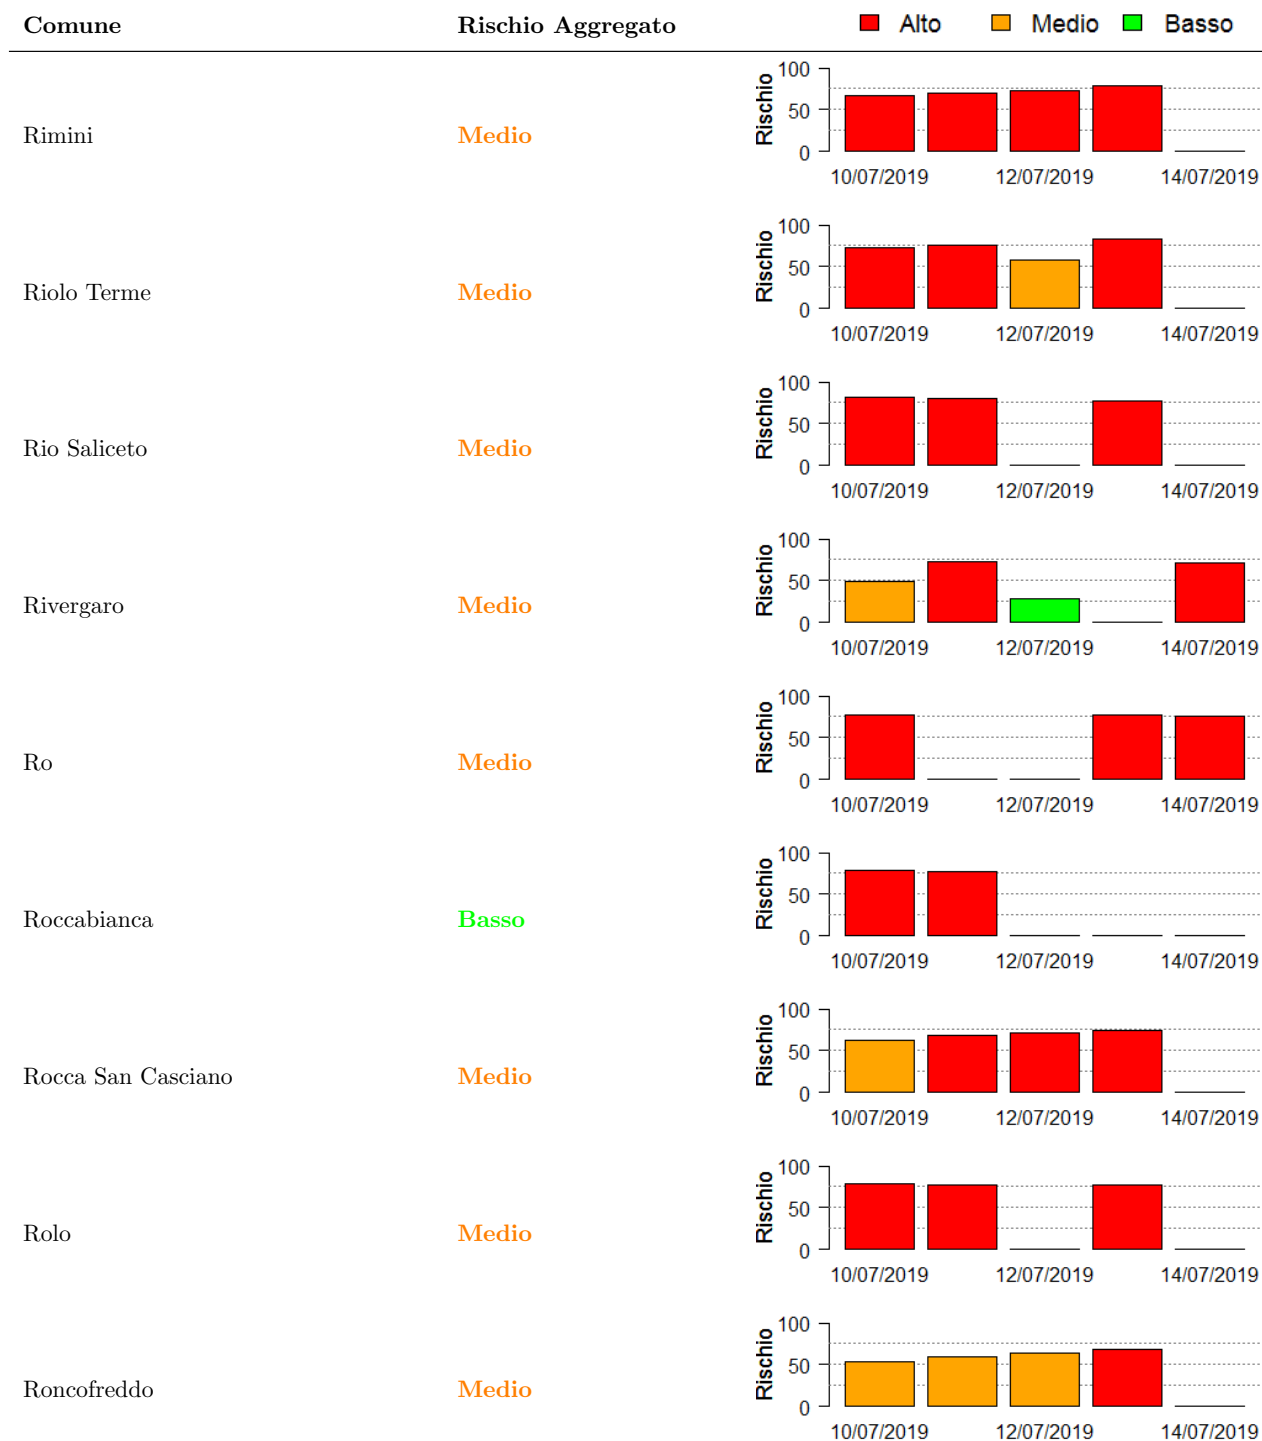 Comune Rischio Aggregato Alto Medio Basso
100
50
0
Rischio
Rimini Medio
10/07/2019 12/07/2019 14/07/2019
100
50
0
Rischio
Riolo Terme Medio
10/07/2019 12/07/2019 14/07/2019
100
50
0
Rischio
Rio Saliceto Medio
10/07/2019 12/07/2019 14/07/2019
100
50
0
Rischio
Rivergaro Medio
10/07/2019 12/07/2019 14/07/2019
100
50
0
Rischio
Ro Medio
10/07/2019 12/07/2019 14/07/2019
100
50
0
Rischio
Roccabianca Basso
10/07/2019 12/07/2019 14/07/2019
100
50
0
Rischio
Rocca San Casciano Medio
10/07/2019 12/07/2019 14/07/2019
100
50
0
Rischio
Rolo Medio
10/07/2019 12/07/2019 14/07/2019
100
50
0
Rischio
Roncofreddo Medio
10/07/2019 12/07/2019 14/07/2019